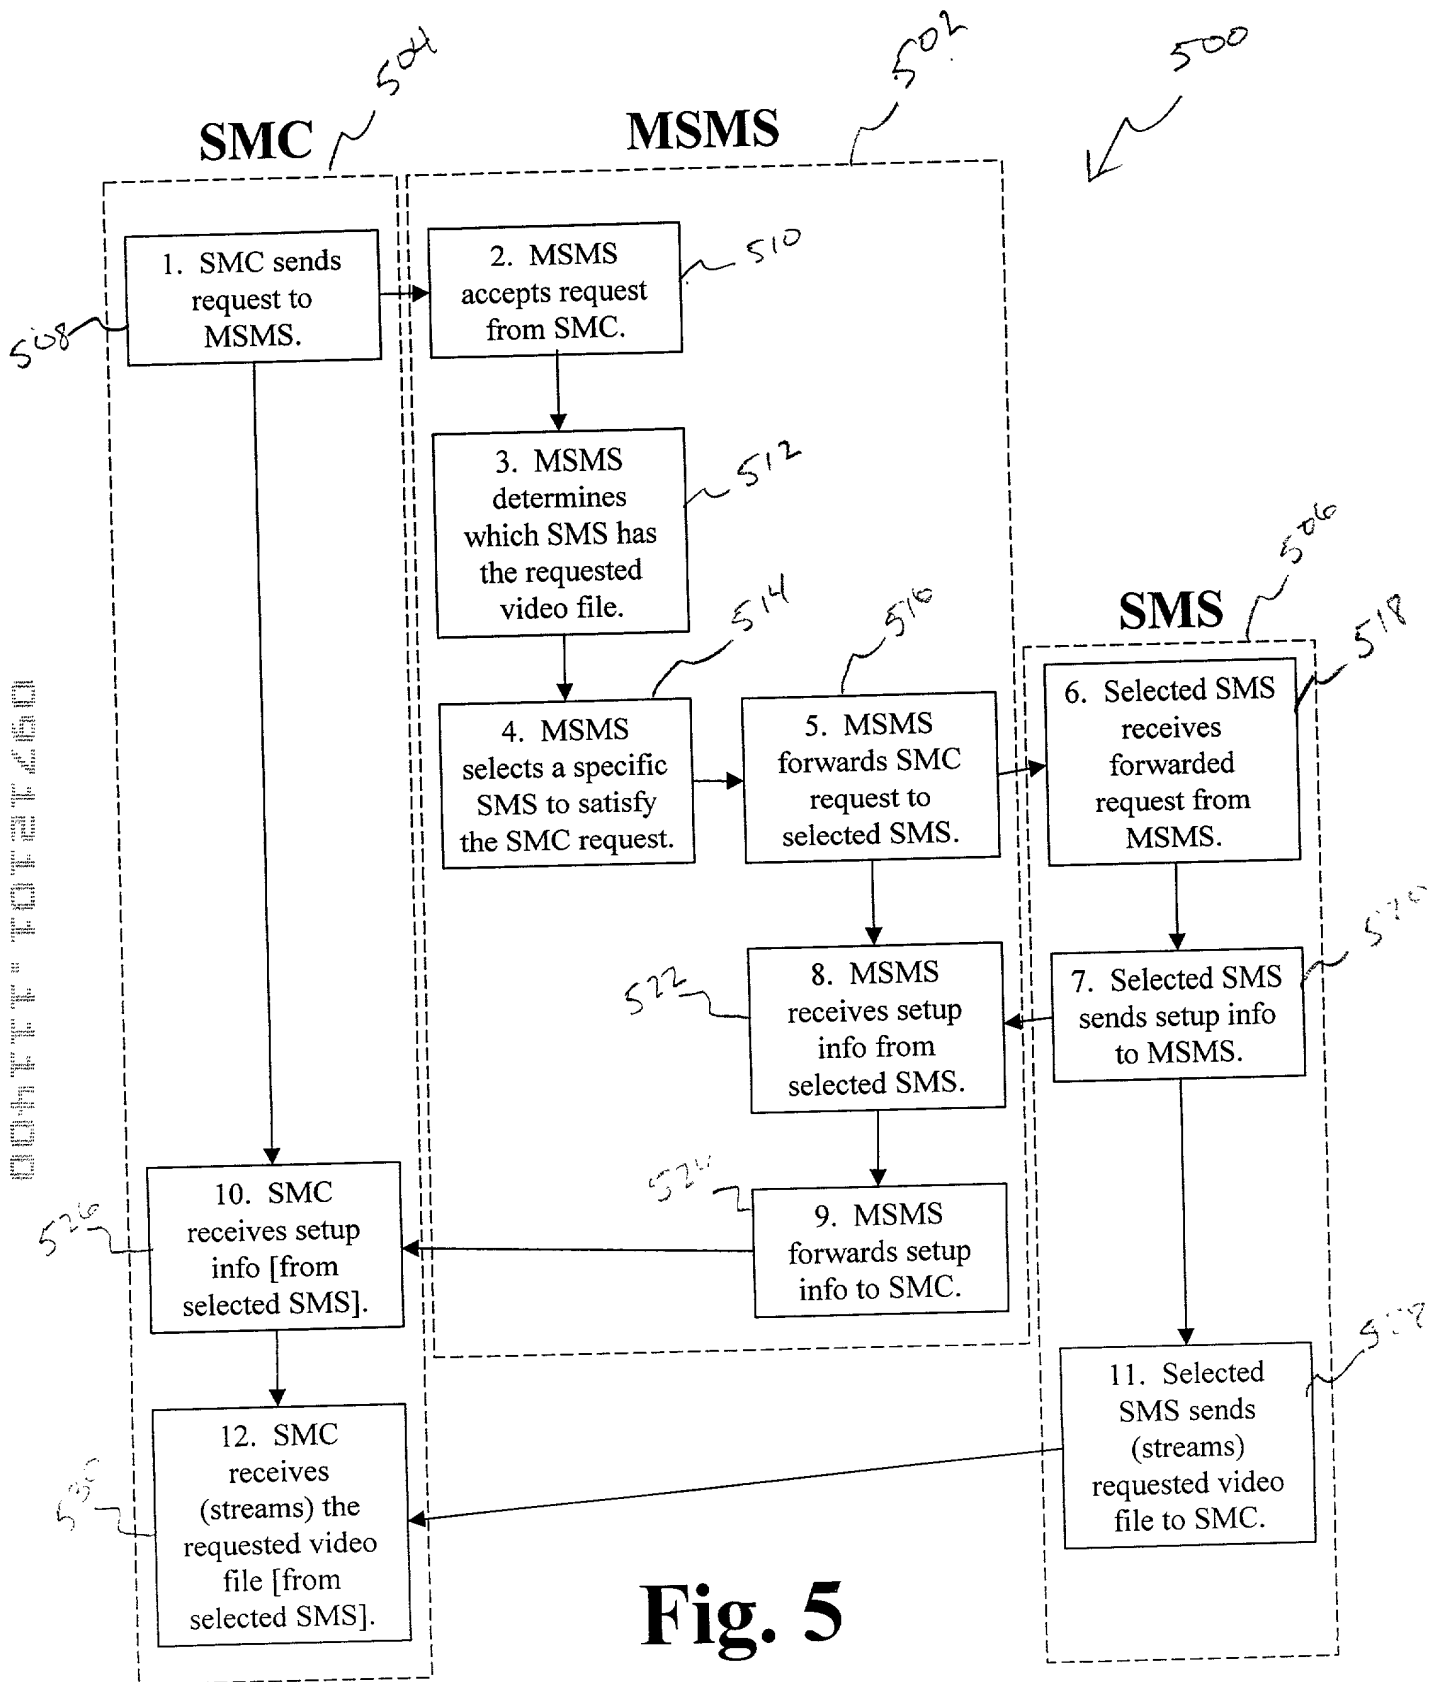 504
502
500
SMC
MSMS
1. SMC sends
request to
MSMS.
508
2. MSMS
accepts request
from SMC.
510
3. MSMS
determines
which SMS has
the requested
video file.
512
514
516
506
SMS
518
4. MSMS
selects a specific
SMS to satisfy
the SMC request.
5. MSMS
forwards SMC
request to
selected SMS.
6. Selected SMS
receives
forwarded
request from
MSMS.
520
522
8. MSMS
receives setup
info from
selected SMS.
7. Selected SMS
sends setup info
to MSMS.
524
526
10. SMC
receives setup
info [from
selected SMS].
9. MSMS
forwards setup
info to SMC.
528
11. Selected
SMS sends
(streams)
requested video
file to SMC.
530
12. SMC
receives
(streams) the
requested video
file [from
selected SMS].
Fig. 5